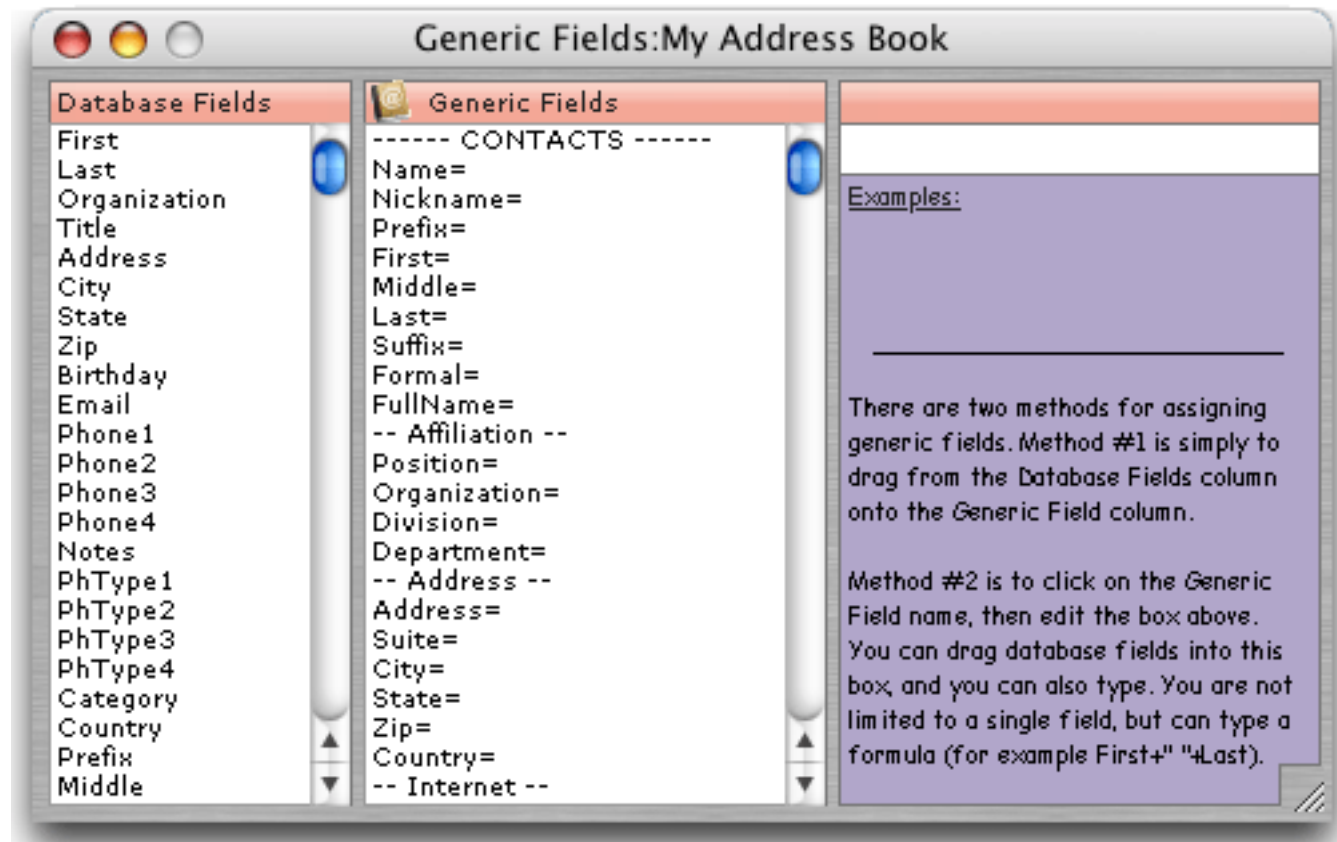 Generic Fields:My Address Book
Database Fields
First
Last
Organization
Title
Address
City
State
Zip
Birthday
Email
Phone1
Phone2
Phone3
Phone4
Notes
PhType1
PhType2
PhType3
PhType4
Category
Country
Prefix
Middle
Generic Fields
------ CONTACTS ------
Name=
Nickname=
Prefix=
First=
Middle=
Last=
Suffix=
Formal=
FullName=
-- Affiliation --
Position=
Organization=
Division=
Department=
-- Address --
Address=
Suite=
City=
State=
Zip=
Country=
-- Internet --
Examples:
There are two methods for assigning
generic fields. Method #1 is simply to
drag from the Database Fields column
onto the Generic Field column.
Method #2 is to click on the Generic
Field name, then edit the box above.
You can drag database fields into this
box, and you can also type. You are not
limited to a single field, but can type a
formula (for example First+" "+Last).